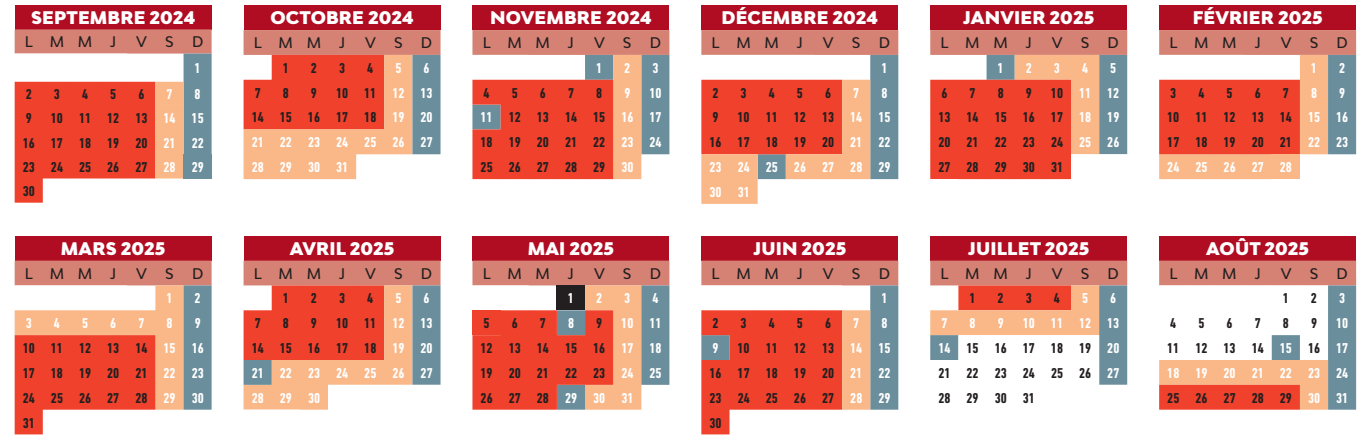 SEPTEMBRE 2024
L M M J V S D
1
2 3 4 5 6 7 8
9 10 11 12 13 14 15
16 17 18 19 20 21 22
23 24 25 26 27 28 29
30
OCTOBRE 2024
L M M J V S D
1 2 3 4 5 6
7 8 9 10 11 12 13
14 15 16 17 18 19 20
21 22 23 24 25 26 27
28 29 30 31
NOVEMBRE 2024
L M M J V S D
1 2 3
4 5 6 7 8 9 10
11 12 13 14 15 16 17
18 19 20 21 22 23 24
25 26 27 28 29 30
DÉCEMBRE 2024
L M M J V S D
1
2 3 4 5 6 7 8
9 10 11 12 13 14 15
16 17 18 19 20 21 22
23 24 25 26 27 28 29
30 31
JANVIER 2025
L M M J V S D
1 2 3 4 5
6 7 8 9 10 11 12
13 14 15 16 17 18 19
20 21 22 23 24 25 26
27 28 29 30 31
FÉVRIER 2025
L M M J V S D
1 2
3 4 5 6 7 8 9
10 11 12 13 14 15 16
17 18 19 20 21 22 23
24 25 26 27 28
MARS 2025
L M M J V S D
1 2
3 4 5 6 7 8 9
10 11 12 13 14 15 16
17 18 19 20 21 22 23
24 25 26 27 28 29 30
31
AVRIL 2025
L M M J V S D
1 2 3 4 5 6
7 8 9 10 11 12 13
14 15 16 17 18 19 20
21 22 23 24 25 26 27
28 29 30
MAI 2025
L M M J V S D
1 2 3 4
5 6 7 8 9 10 11
12 13 14 15 16 17 18
19 20 21 22 23 24 25
26 27 28 29 30 31
JUIN 2025
L M M J V S D
1
2 3 4 5 6 7 8
9 10 11 12 13 14 15
16 17 18 19 20 21 22
23 24 25 26 27 28 29
30
JUILLET 2025
L M M J V S D
1 2 3 4 5 6
7 8 9 10 11 12 13
14 15 16 17 18 19 20
21 22 23 24 25 26 27
28 29 30 31
AOÛT 2025
L M M J V S D
1 2 3
4 5 6 7 8 9 10
11 12 13 14 15 16 17
18 19 20 21 22 23 24
25 26 27 28 29 30 31